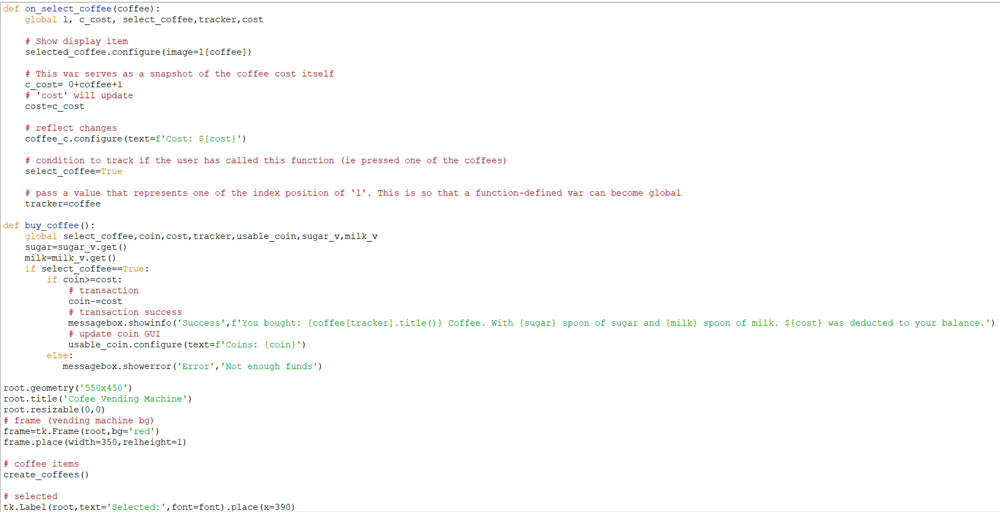 def on_select_coffee(coffee):
    global l, c_cost, select_coffee,tracker,cost

    # Show display item
    selected_coffee.configure(image=l[coffee])

    # This var serves as a snapshot of the coffee cost itself
    c_cost= 0+coffee+1
    # 'cost' will update
    cost=c_cost

    # reflect changes
    coffee_c.configure(text=f'Cost: ${cost}')

    # condition to track if the user has called this function (ie pressed one of the coffees)
    select_coffee=True

    # pass a value that represents one of the index position of 'l'. This is so that a function-defined var can become global
    tracker=coffee

def buy_coffee():
    global select_coffee,coin,cost,tracker,usable_coin,sugar_v,milk_v
    sugar=sugar_v.get()
    milk=milk_v.get()
    if select_coffee==True:
        if coin>=cost:
            # transaction
            coin-=cost
            # transaction success
            messagebox.showinfo('Success',f'You bought: {coffee[tracker].title()} Coffee. With {sugar} spoon of sugar and {milk} spoon of milk. ${cost} was deducted to your balance.')
            # update coin GUI
            usable_coin.configure(text=f'Coins: {coin}')
        else:
           messagebox.showerror('Error','Not enough funds')

root.geometry('550x450')
root.title('Cofee Vending Machine')
root.resizable(0,0)
# frame (vending machine bg)
frame=tk.Frame(root,bg='red')
frame.place(width=350,relheight=1)

# coffee items
create_coffees()

# selected
tk.Label(root,text='Selected:',font=font).place(x=390)